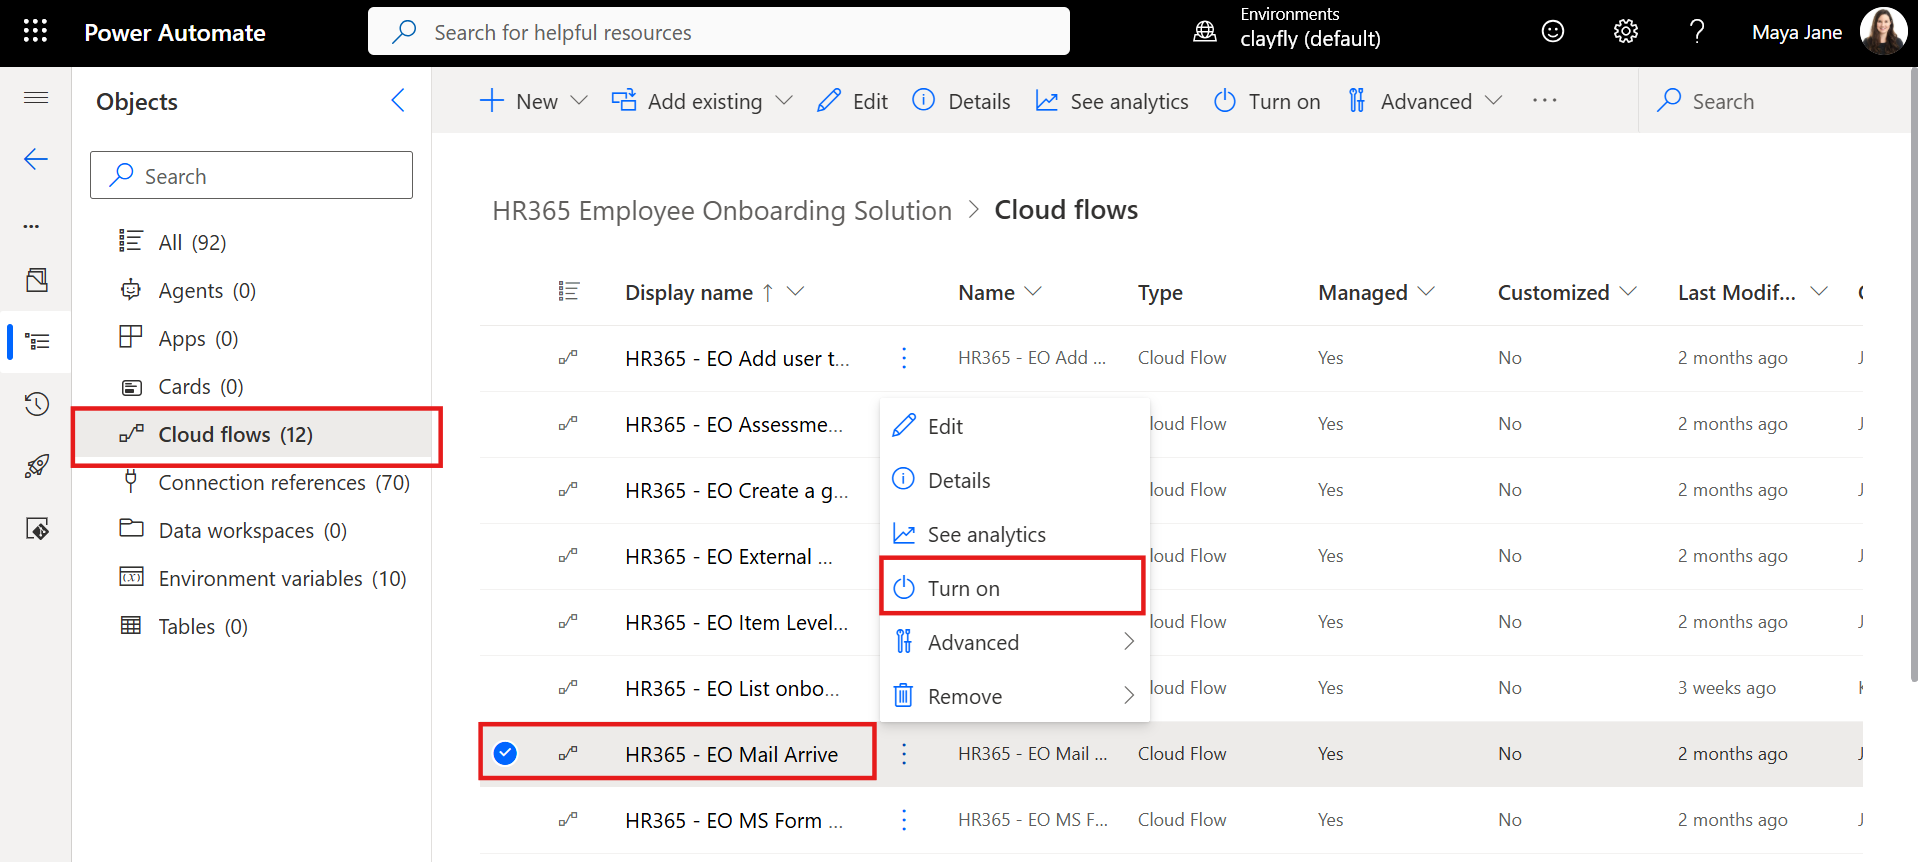 Power Automate
Search for helpful resources
Environments
clayfly (default)
Maya Jane
Objects
Search
All (92)
Agents (0)
Apps (0)
Cards (0)
Cloud flows (12)
Connection references (70)
Data workspaces (0)
Environment variables (10)
Tables (0)
New Add existing Edit Details See analytics Turn on Advanced ... Search
HR365 Employee Onboarding Solution > Cloud flows
Display name ↑ Name Type Managed Customized Last Modif...
HR365 - EO Add user t... HR365 - EO Add ... Cloud Flow Yes No 2 months ago
HR365 - EO Assessme... loud Flow Yes No 2 months ago
HR365 - EO Create a g... loud Flow Yes No 2 months ago
HR365 - EO External ... loud Flow Yes No 2 months ago
HR365 - EO Item Level... loud Flow Yes No 2 months ago
HR365 - EO List onbo... loud Flow Yes No 3 weeks ago
HR365 - EO Mail Arrive HR365 - EO Mail ... Cloud Flow Yes No 2 months ago
HR365 - EO MS Form ... HR365 - EO MS F... Cloud Flow Yes No 2 months ago
Edit
Details
See analytics
Turn on
Advanced
Remove